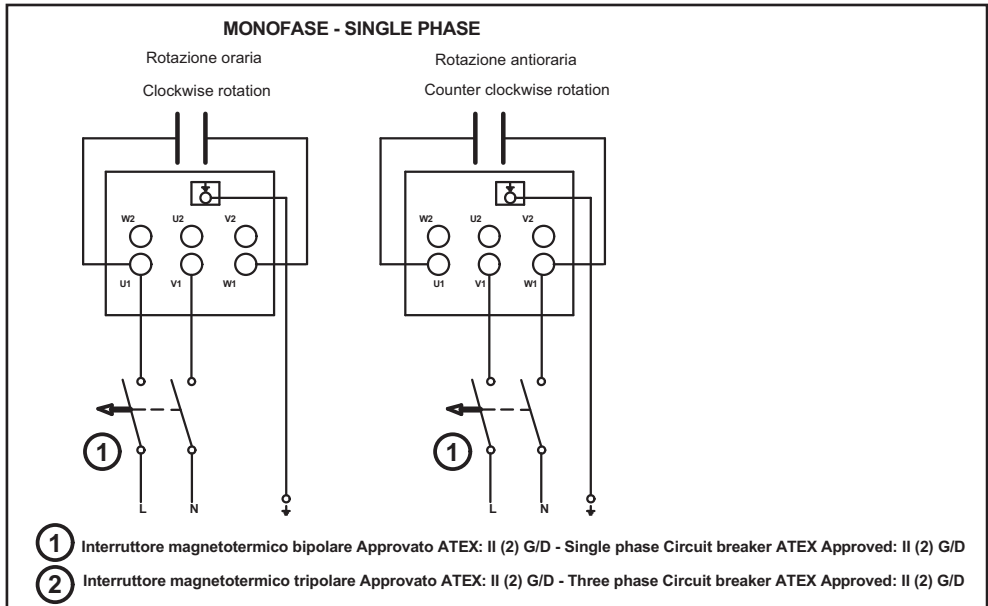 MONOFASE - SINGLE PHASE
Rotazione oraria
Clockwise rotation
W2 U2 V2
U1 V1 W1
1
L N
Rotazione antioraria
Counter clockwise rotation
W2 U2 V2
U1 V1 W1
1
L N
1 Interruttore magnetotermico bipolare Approvato ATEX: II (2) G/D - Single phase Circuit breaker ATEX Approved: II (2) G/D
2 Interruttore magnetotermico tripolare Approvato ATEX: II (2) G/D - Three phase Circuit breaker ATEX Approved: II (2) G/D